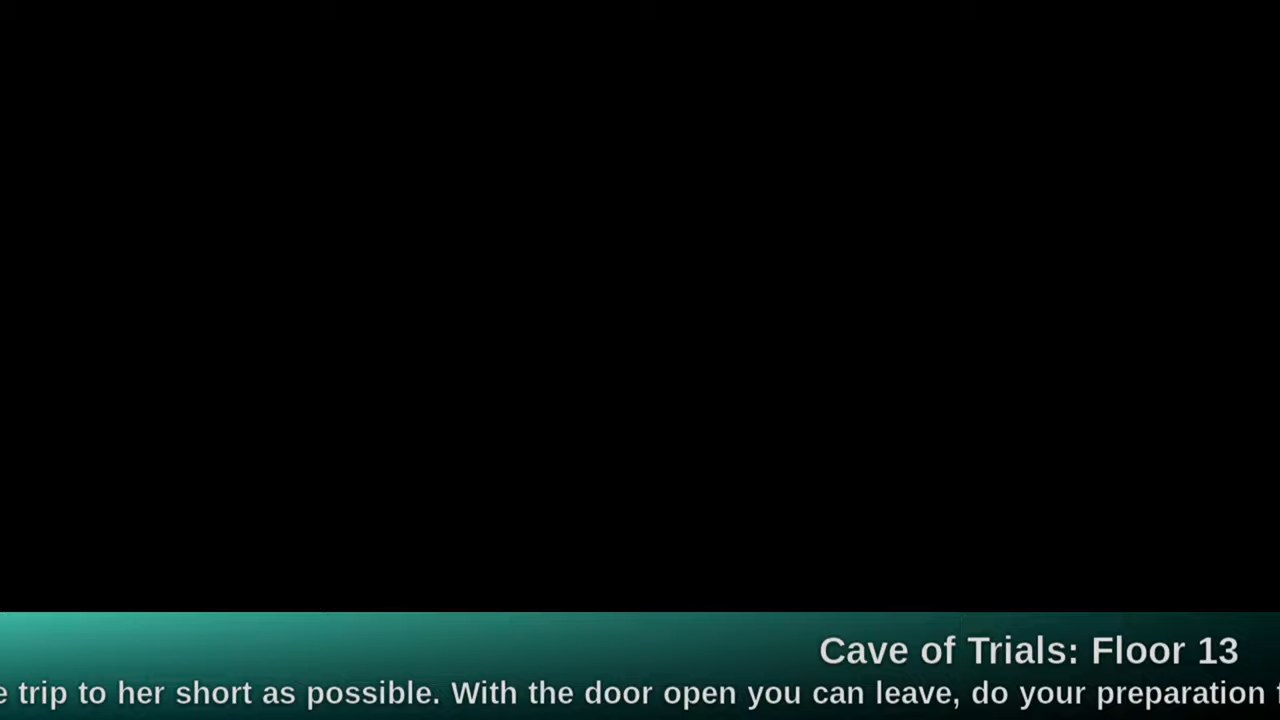 Cave of Trials: Floor 13
trip to her short as possible. With the door open you can leave, do your preparation